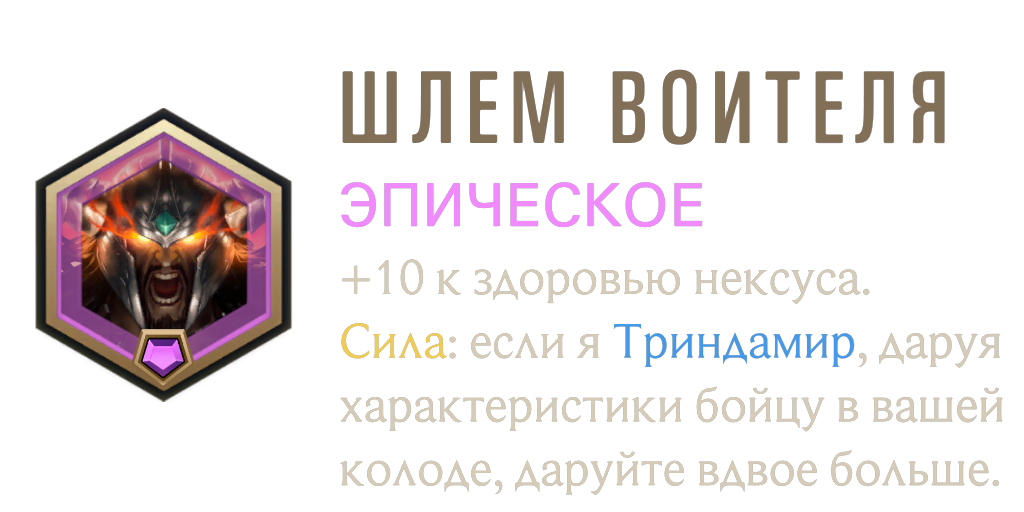 ШЛЕМ ВОИТЕЛЯ
ЭПИЧЕСКОЕ
+10 к здоровью нексуса.
Сила: если я Триндамир, даруя
характеристики бойцу в вашей
колоде, даруйте вдвое больше.